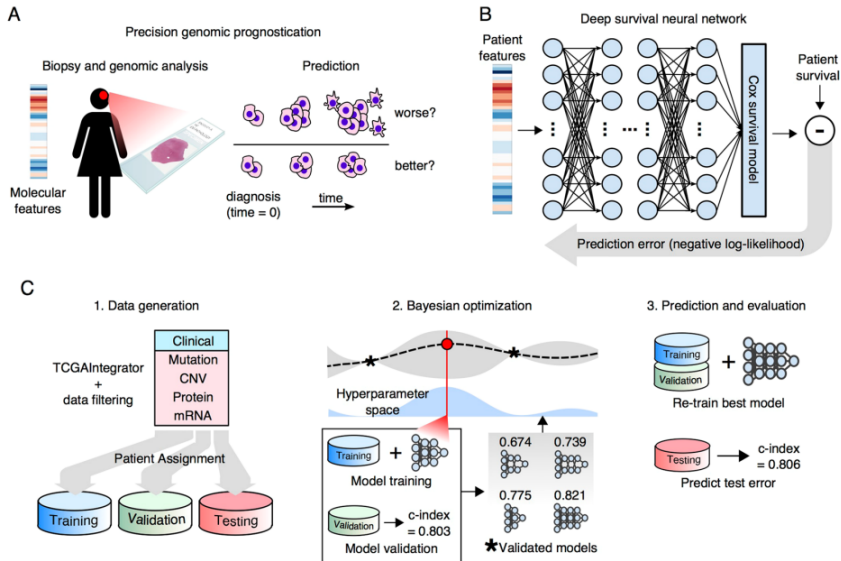 A
Precision genomic prognostication
Biopsy and genomic analysis
Prediction
worse?
better?
Molecular
features
diagnosis
(time = 0)
time
B
Deep survival neural network
Patient
features
Cox survival model
Patient
survival
-
Prediction error (negative log-likelihood)
C
1. Data generation
TCGAIntegrator
+
data filtering
Clinical
Mutation
CNV
Protein
mRNA
Patient Assignment
Training
Validation
Testing
2. Bayesian optimization
Hyperparameter
space
Training
+
Model training
Validation
c-index
= 0.803
Model validation
0.674
0.739
0.775
0.821
*Validated models
3. Prediction and evaluation
Training
Validation
+
Re-train best model
Testing
c-index
= 0.806
Predict test error